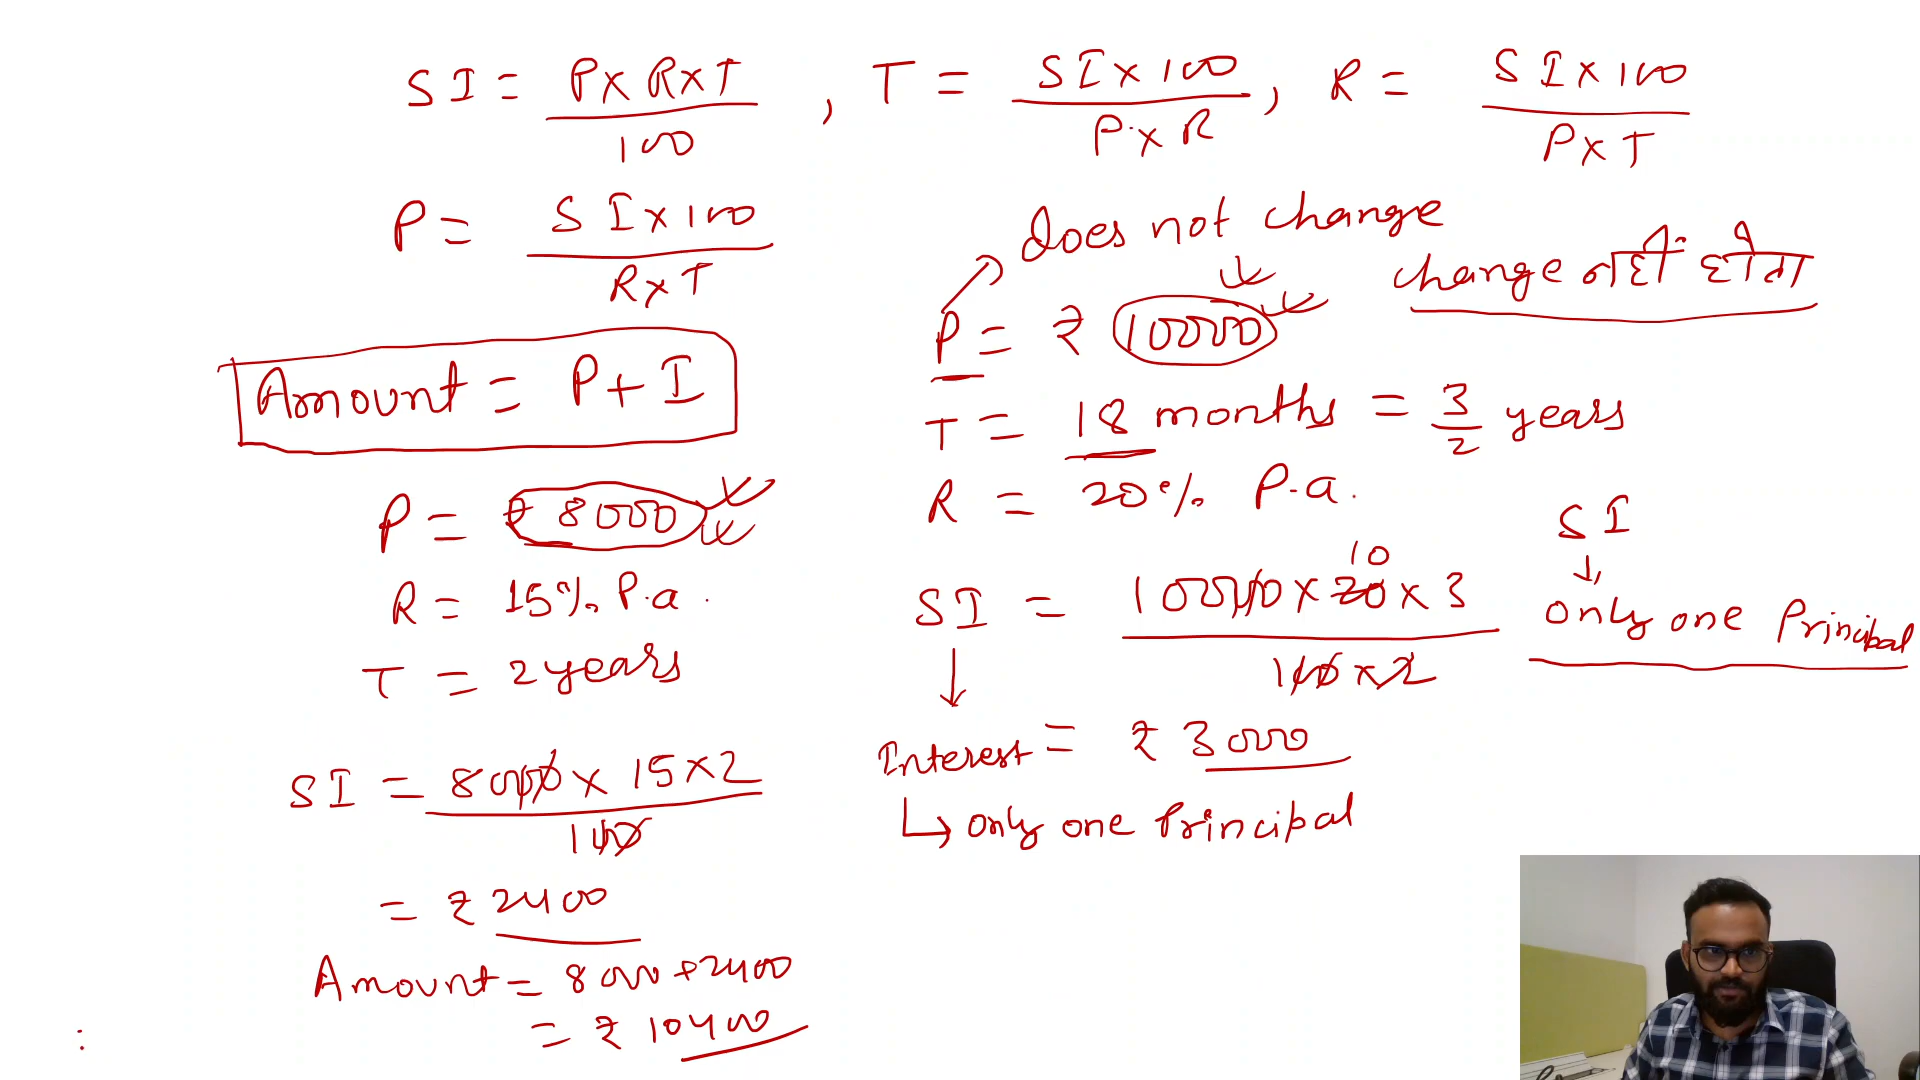 SI = P×R×T/100 , T = SI×100/P×R , R = SI×100/P×T
P = SI×100/R×T
Amount = P+I
P = ₹ 8000
R = 15% P.a.
T = 2 years
SI = 8000 × 15×2/100
= ₹ 2400
Amount = 8000+2400
= ₹ 10400
does not change
change नहीं होगा
P = ₹ 10000
T = 18 months = 3/2 years
R = 20% P.a.
10
SI = 10000×20×3/100×2
Interest = ₹ 3000
↳ only one Principal
SI
↓
only one Principal